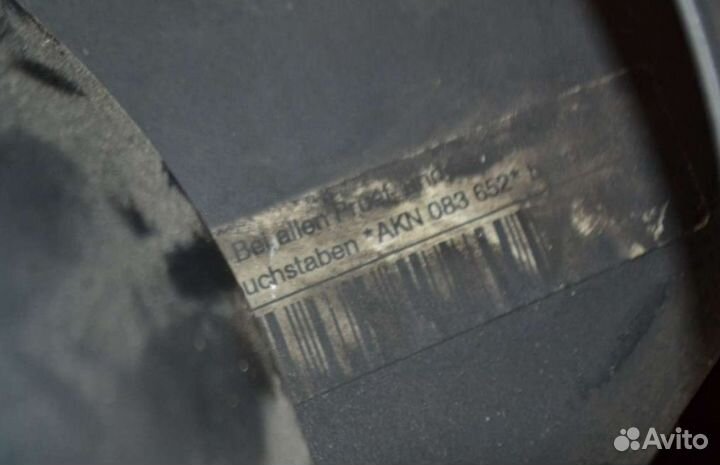 Bei allen
uchstaben *AKN 083 652*
Avito